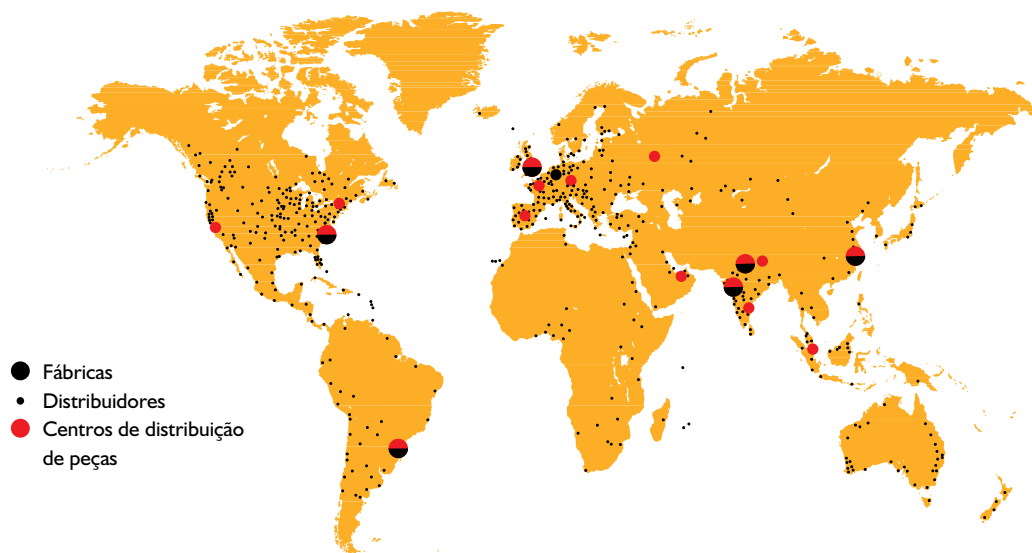 Fábricas
Distribuidores
Centros de distribuição
de peças